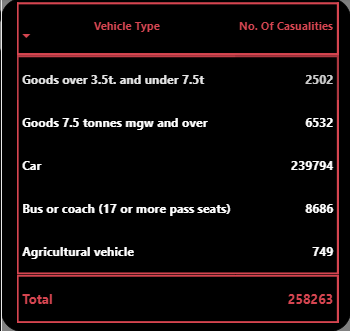 Vehicle Type No. Of Casualities
Goods over 3.5t. and under 7.5t 2502
Goods 7.5 tonnes mgw and over 6532
Car 239794
Bus or coach (17 or more pass seats) 8686
Agricultural vehicle 749
Total 258263